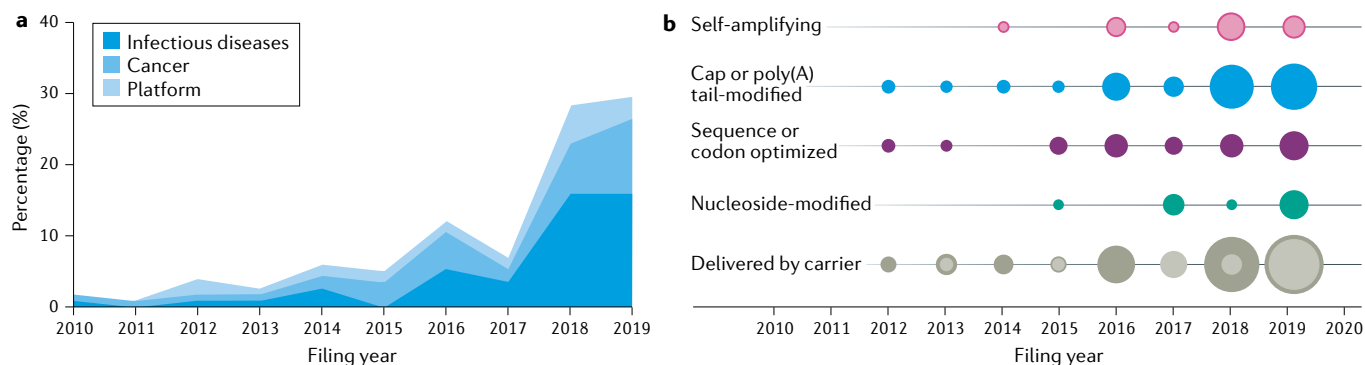 a
40
30
20
10
0
Percentage (%)
Infectious diseases
Cancer
Platform
2010 2011 2012 2013 2014 2015 2016 2017 2018 2019
Filing year
b
Self-amplifying
Cap or poly(A)
tail-modified
Sequence or
codon optimized
Nucleoside-modified
Delivered by carrier
2010 2011 2012 2013 2014 2015 2016 2017 2018 2019 2020
Filing year